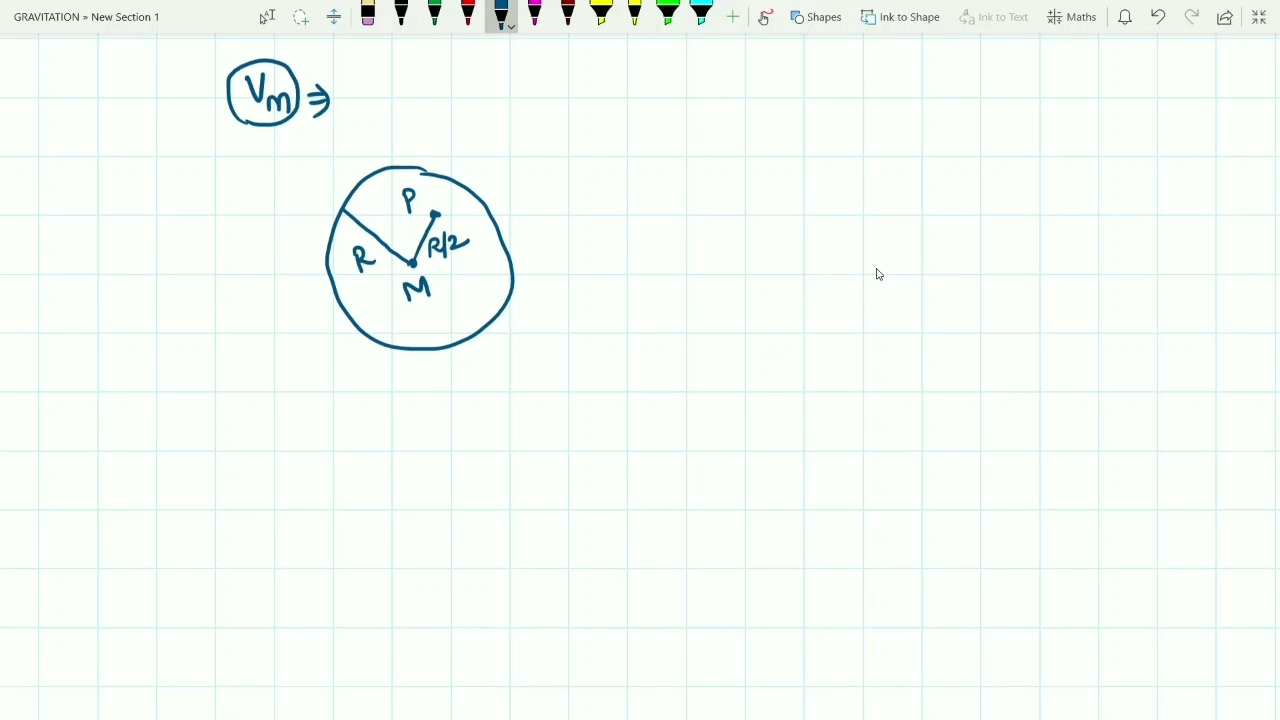 GRAVITATION » New Section 1
Shapes
Ink to Shape
Ink to Text
Maths
Vm ⇒
P
R/2
R
M